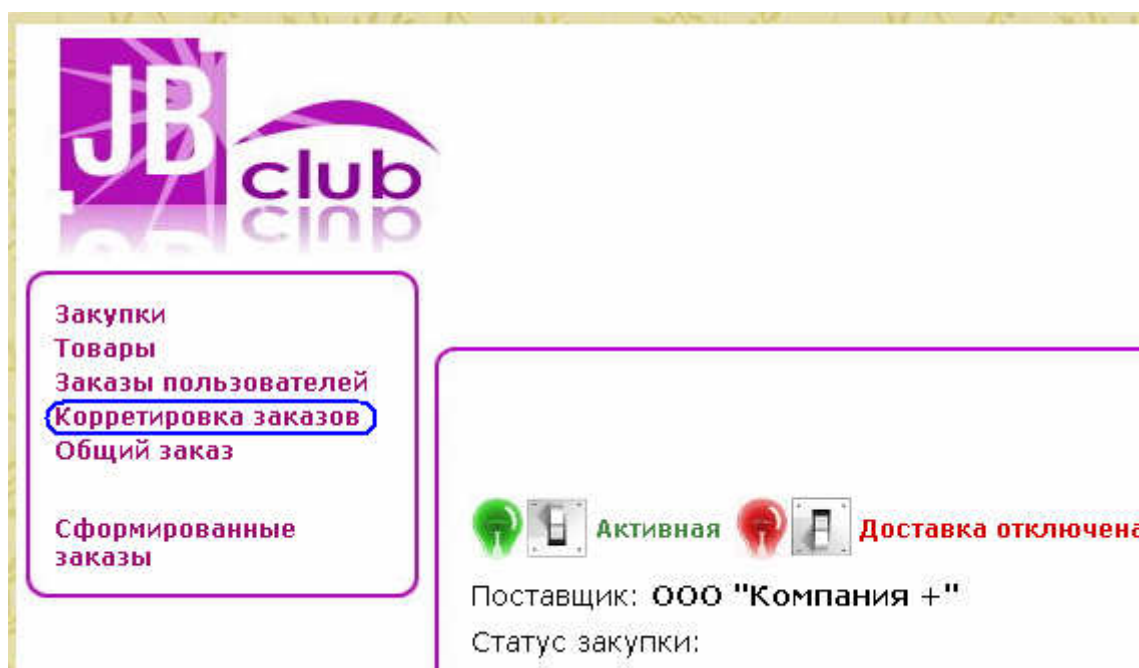 JB
club
Закупки
Товары
Заказы пользователей
Корретировка заказов
Общий заказ
Сформированные
заказы
Активная Доставка отключена
Поставщик: ООО "Компания +"
Статус закупки: